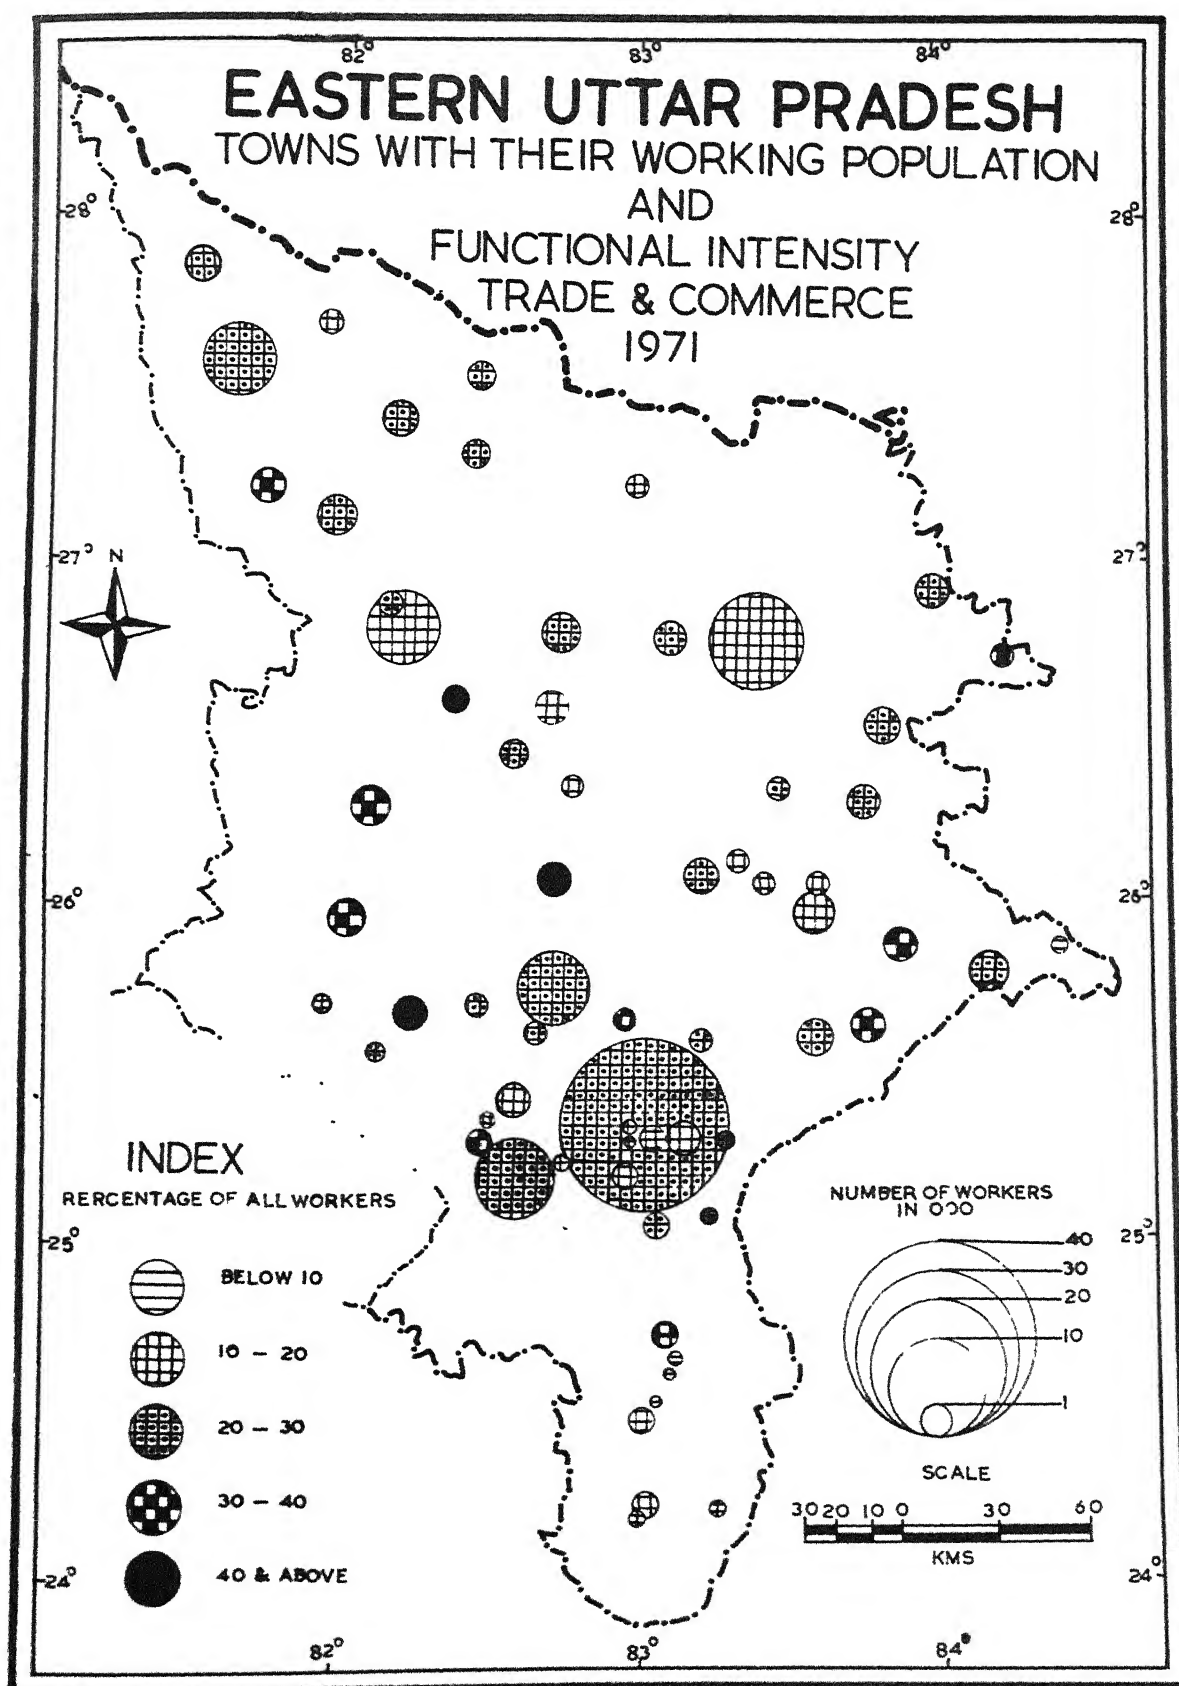 82° 83° 84°
EASTERN UTTAR PRADESH
TOWNS WITH THEIR WORKING POPULATION
AND
FUNCTIONAL INTENSITY
TRADE & COMMERCE
1971
28° 28°
27° 27°
N
26° 26°
25° 25°
24° 24°
INDEX
RERCENTAGE OF ALL WORKERS
BELOW 10
10 – 20
20 – 30
30 – 40
40 & ABOVE
NUMBER OF WORKERS
IN 000
40
30
20
10
1
SCALE
30 20 10 0 30 60
KMS
82° 83° 84°